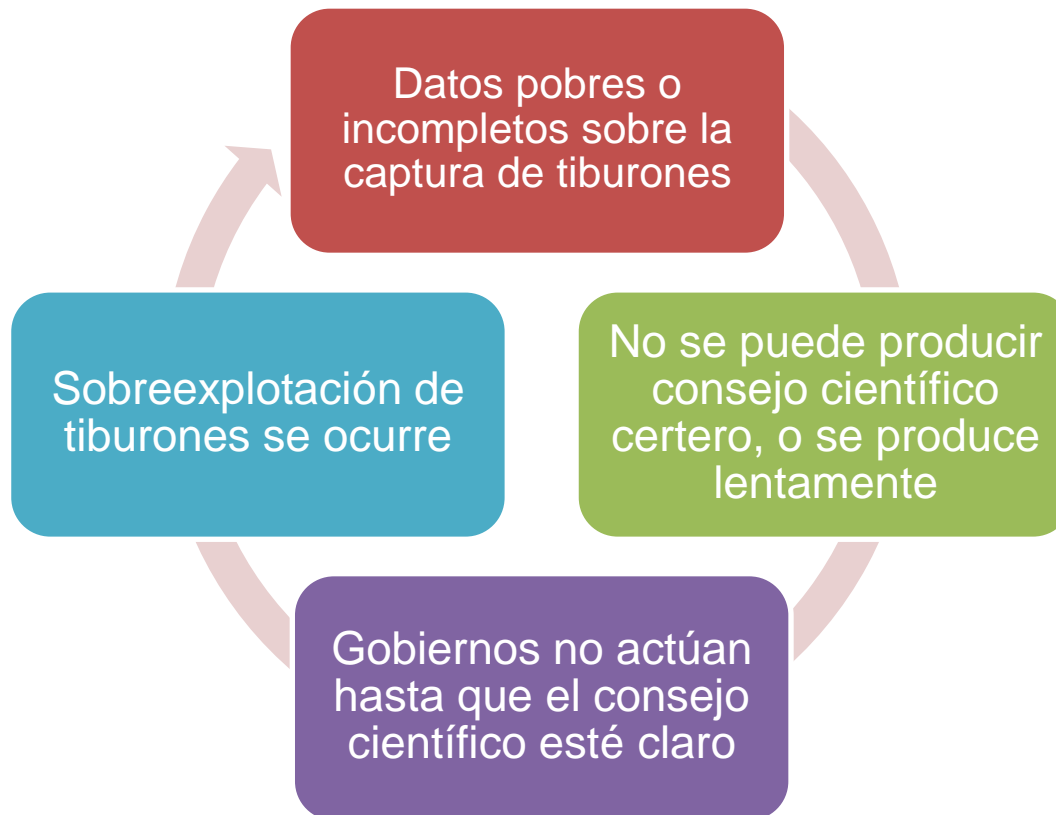 Datos pobres o
incompletos sobre la
captura de tiburones
No se puede producir
consejo científico
certero, o se produce
lentamente
Gobiernos no actúan
hasta que el consejo
científico esté claro
Sobreexplotación de
tiburones se ocurre